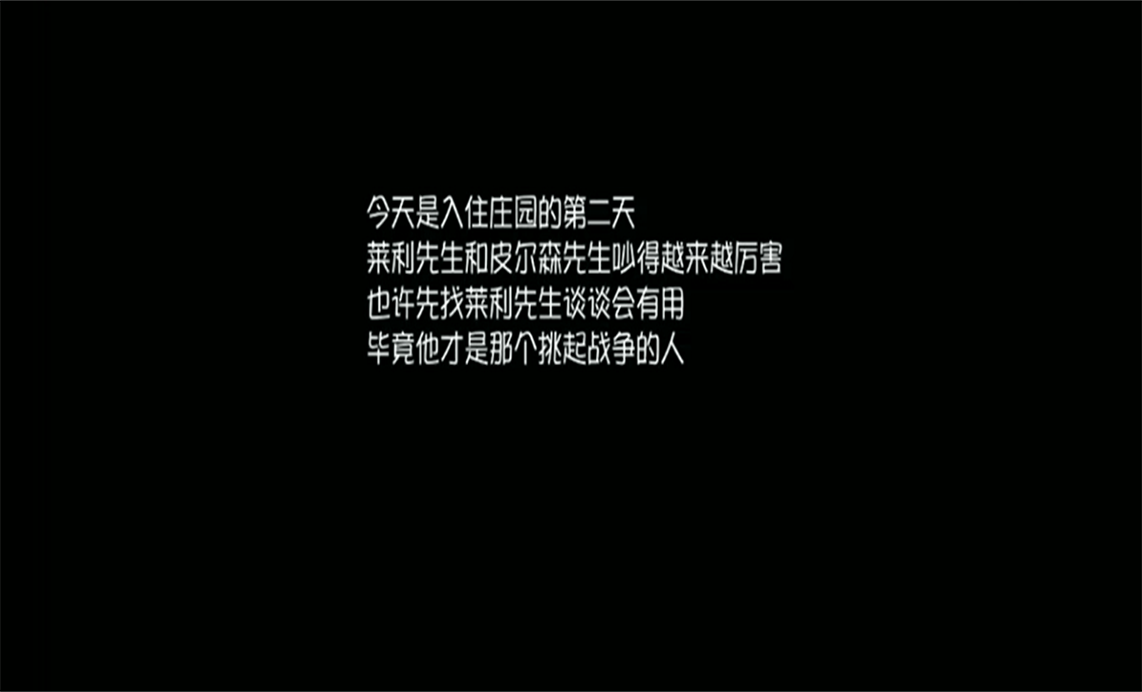 今天是入住庄园的第二天
莱利先生和皮尔森先生吵得越来越厉害
也许先找莱利先生谈谈会有用
毕竟他才是那个挑起战争的人